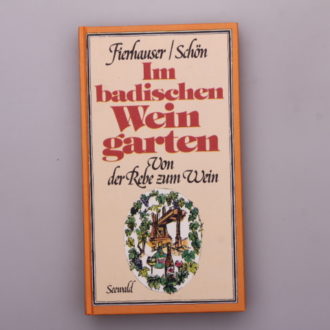 Fierhauser / Schön
Im
badischen
Wein
garten
Von
der Rebe zum Wein
Seewald